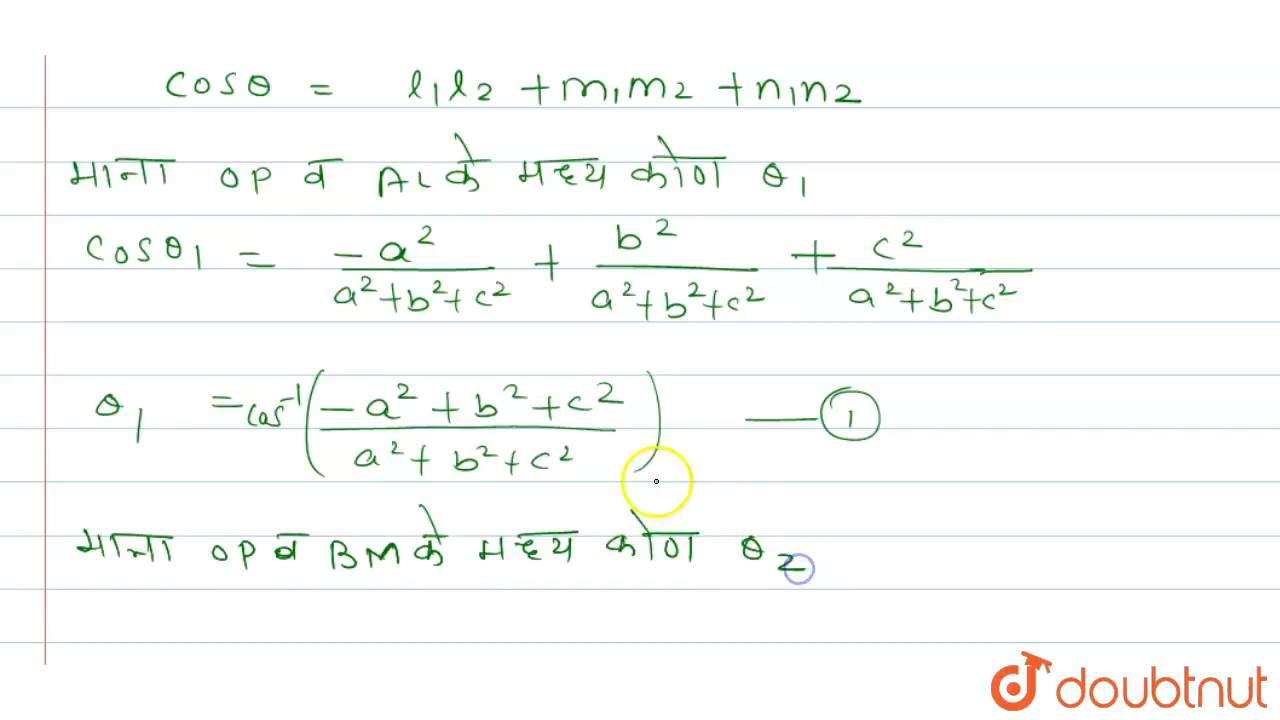 cosθ = l₁l₂ + m₁m₂ + n₁n₂
माना OP व AL के मध्य कोण θ₁
cosθ₁ = -a²/(a²+b²+c²) + b²/(a²+b²+c²) + c²/(a²+b²+c²)
θ₁ = cos⁻¹((-a²+b²+c²)/(a²+b²+c²)) — ①
माना OP व BM के मध्य कोण θ₂
doubtnut